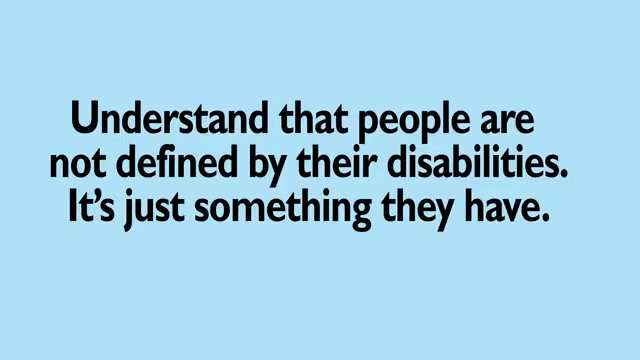 Understand that people are
not defined by their disabilities.
It’s just something they have.